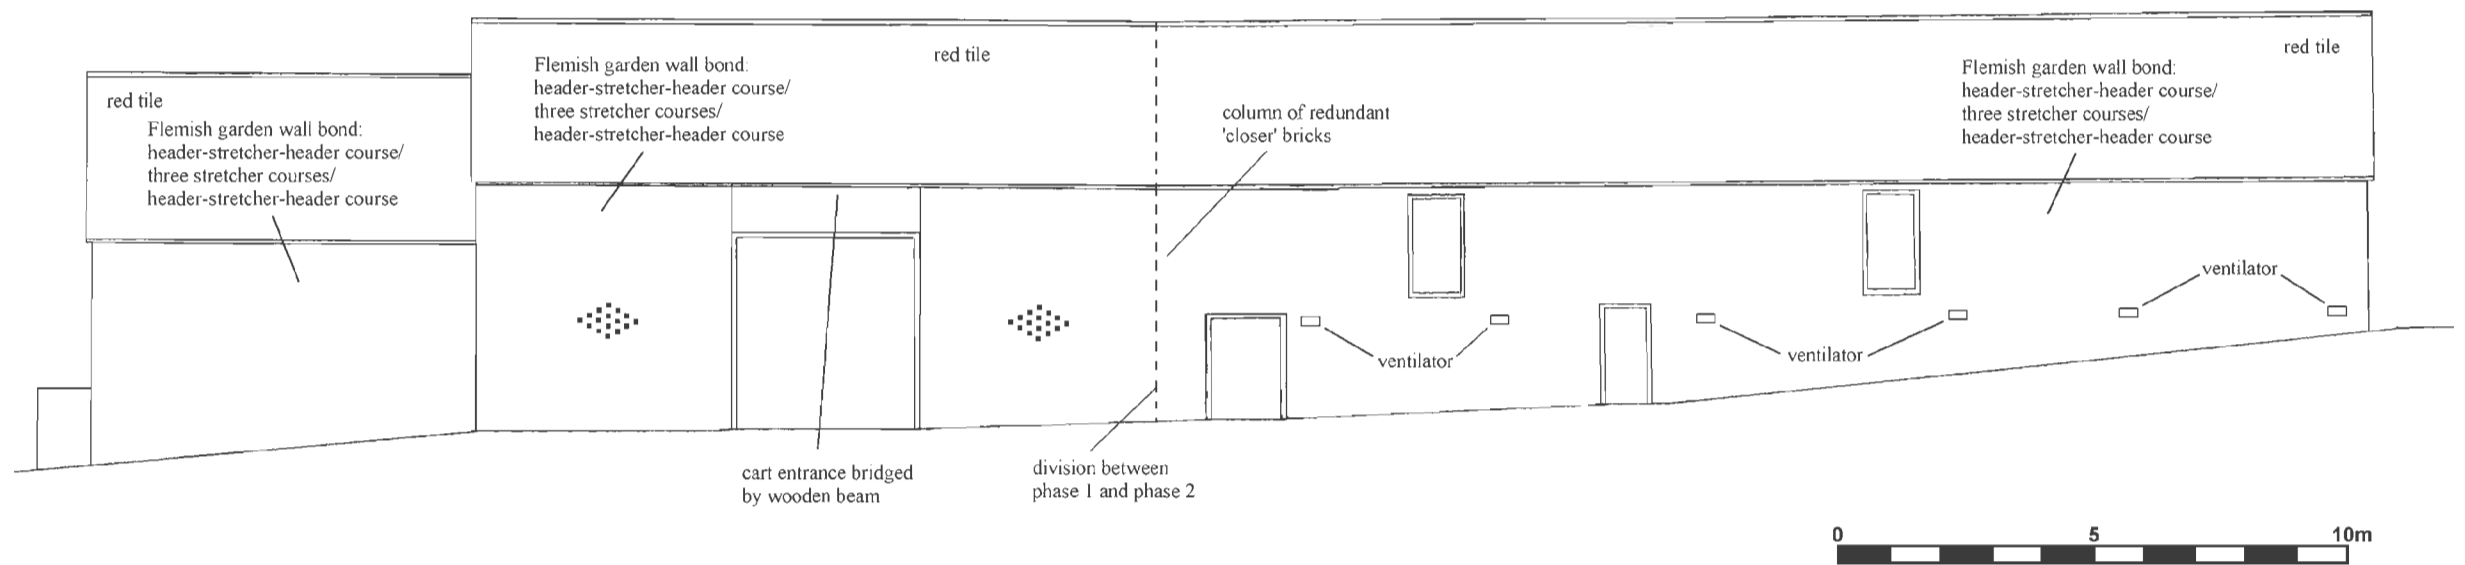 red tile
Flemish garden wall bond:
header-stretcher-header course/
three stretcher courses/
header-stretcher-header course
Flemish garden wall bond:
header-stretcher-header course/
three stretcher courses/
header-stretcher-header course
red tile
column of redundant
'closer' bricks
red tile
Flemish garden wall bond:
header-stretcher-header course/
three stretcher courses/
header-stretcher-header course
ventilator
ventilator
ventilator
cart entrance bridged
by wooden beam
division between
phase 1 and phase 2
0 5 10m